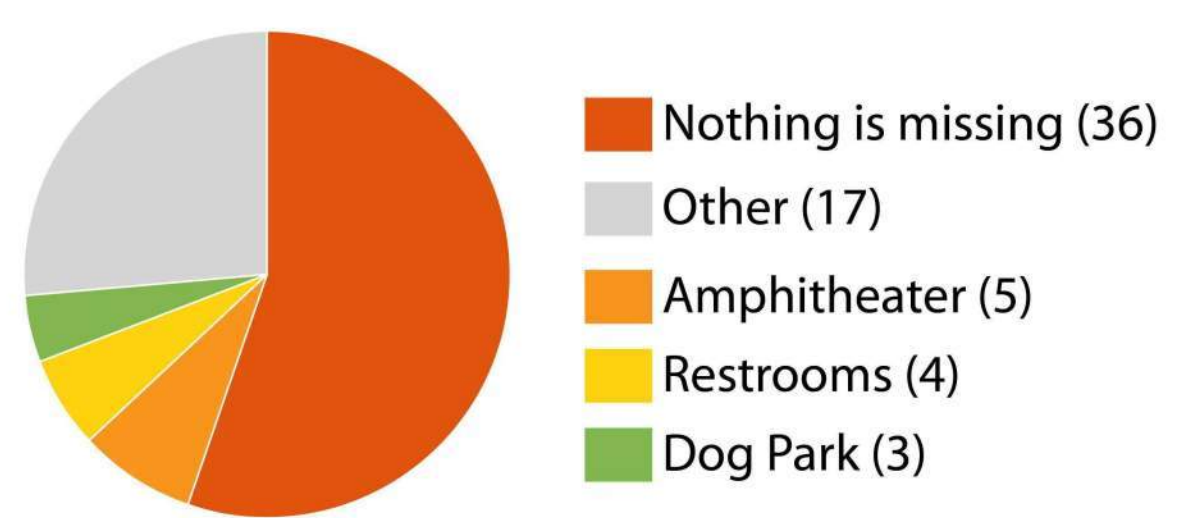 Nothing is missing (36)
Other (17)
Amphitheater (5)
Restrooms (4)
Dog Park (3)